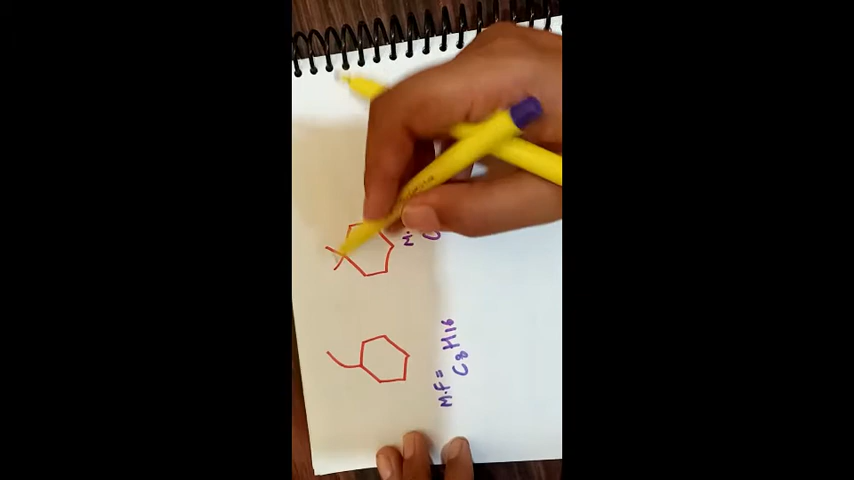 M.F =
C8H16
M.
C